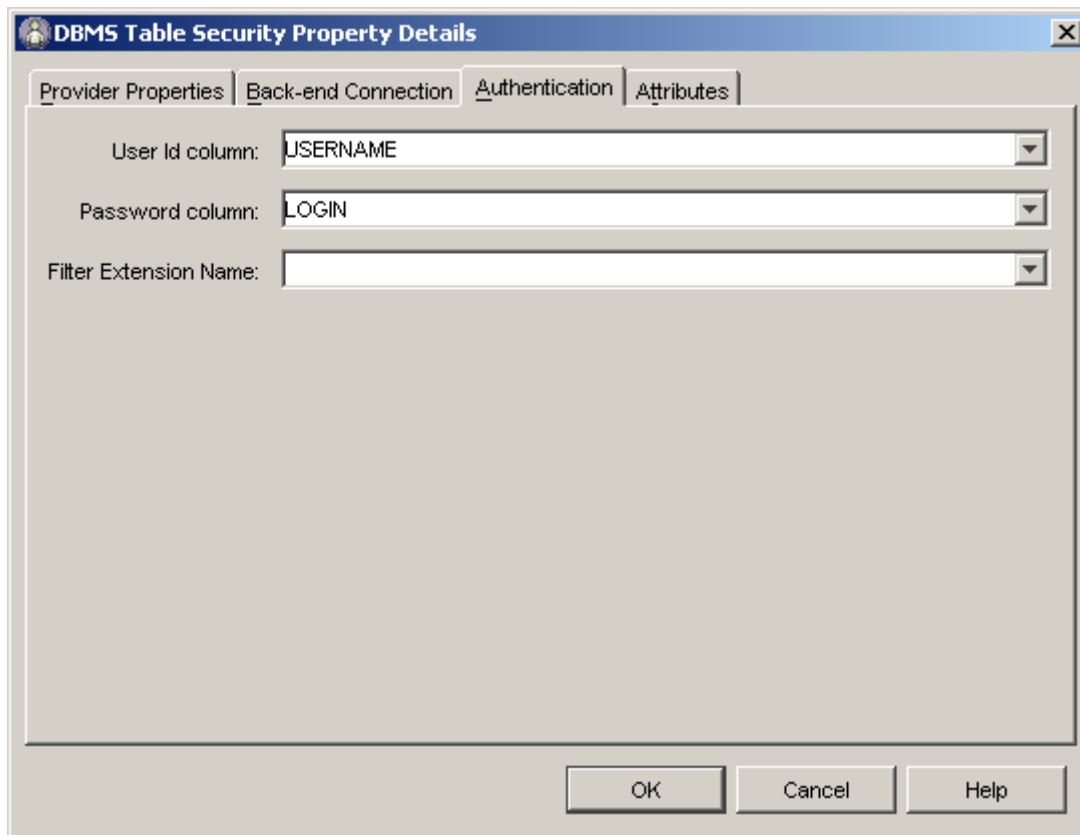 DBMS Table Security Property Details
Provider Properties Back-end Connection Authentication Attributes
User Id column: USERNAME
Password column: LOGIN
Filter Extension Name:
OK Cancel Help